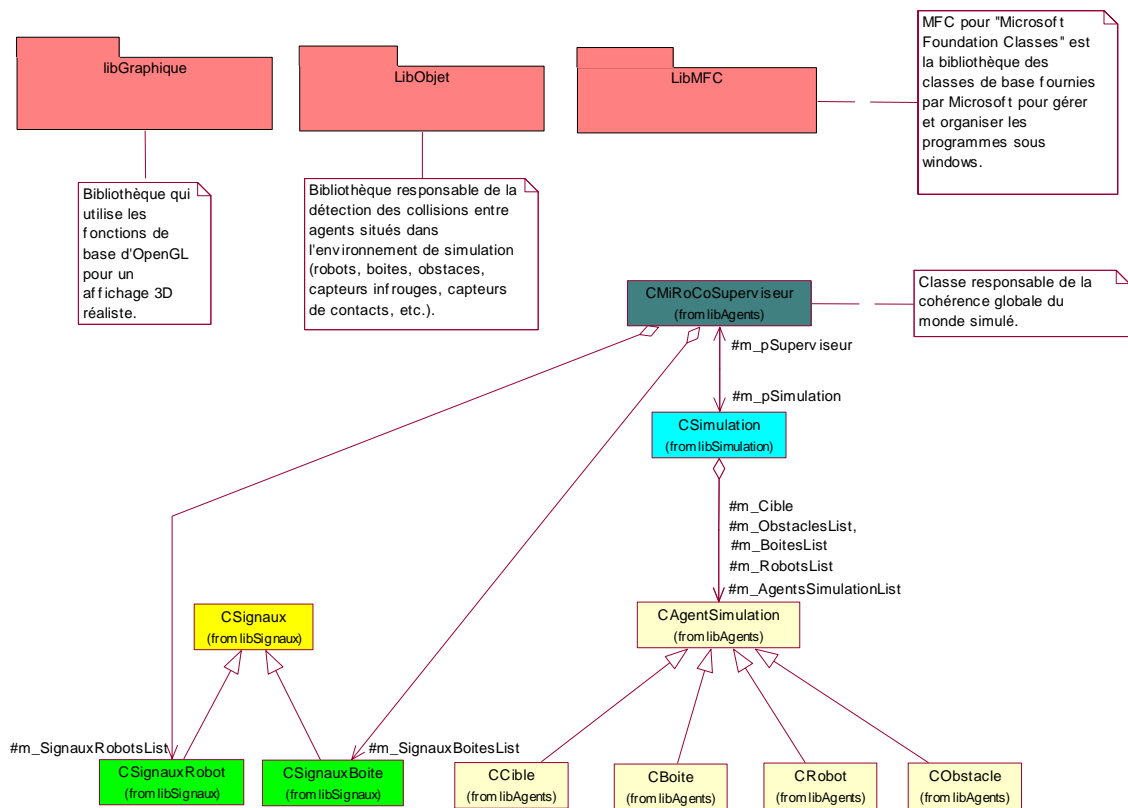 libGraphique
LibObjet
LibMFC
MFC pour "Microsoft
Foundation Classes" est
la bibliothèque des
classes de base fournies
par Microsoft pour gérer
et organiser les
programmes sous
windows.
Bibliothèque qui
utilise les
fonctions de
base d'OpenGL
pour un
affichage 3D
réaliste.
Bibliothèque responsable de la
détection des collisions entre
agents situés dans
l'environnement de simulation
(robots, boites, obstaces,
capteurs infrouges, capteurs
de contacts, etc.).
CMiRoCoSuperviseur
(from libAgents)
Classe responsable de la
cohérence globale du
monde simulé.
#m_pSuperviseur
#m_pSimulation
CSimulation
(from libSimulation)
#m_Cible
#m_ObstaclesList,
#m_BoitesList
#m_RobotsList
#m_AgentsSimulationList
CSignaux
(from libSignaux)
CAgentSimulation
(from libAgents)
#m_SignauxRobotsList
#m_SignauxBoitesList
CSignauxRobot
(from libSignaux)
CSignauxBoite
(from libSignaux)
CCible
(from libAgents)
CBoite
(from libAgents)
CRobot
(from libAgents)
CObstacle
(from libAgents)